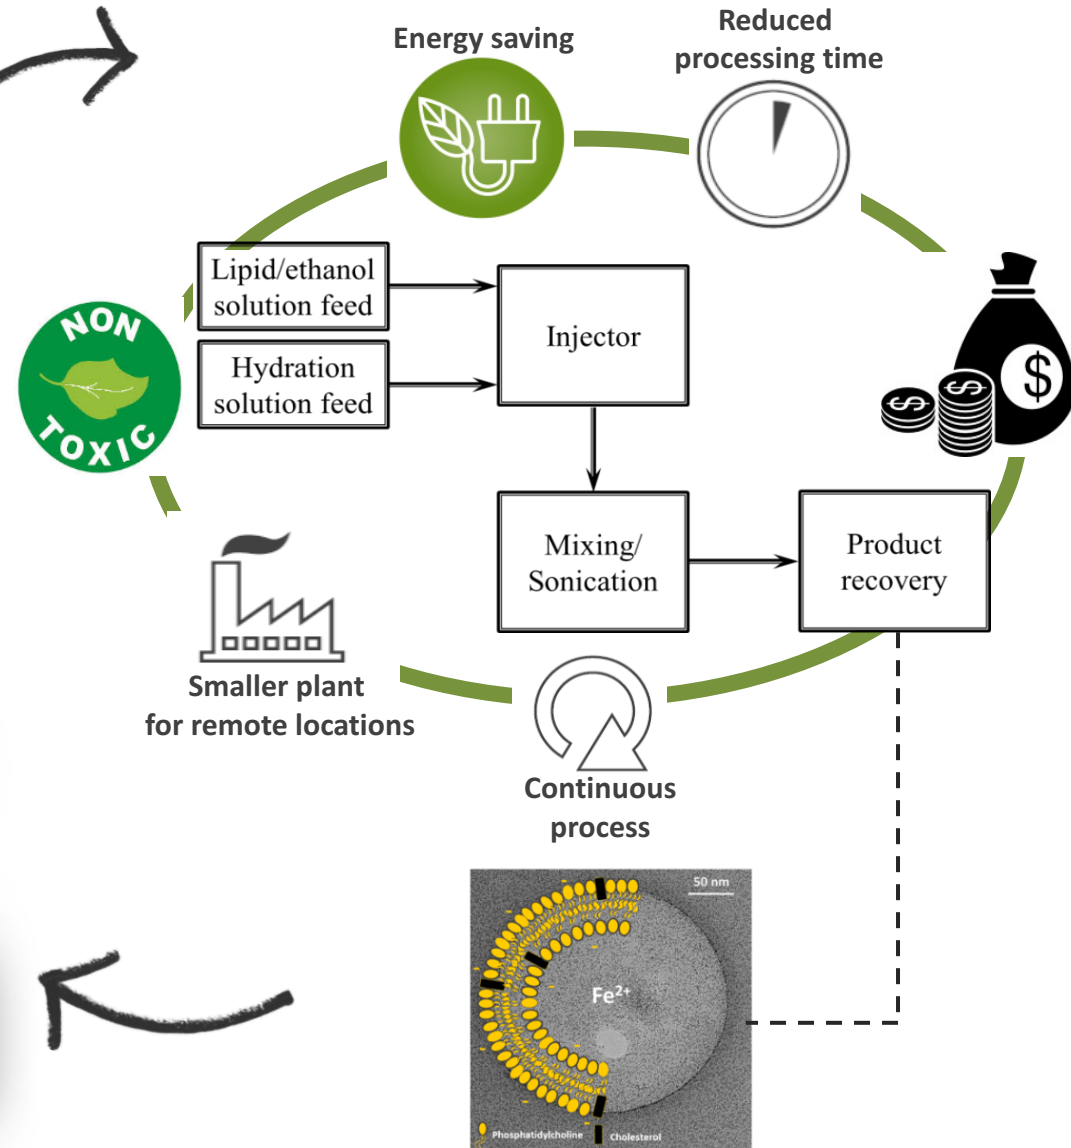 Energy saving
Reduced
processing time
Lipid/ethanol
solution feed
Hydration
solution feed
Injector
NON
TOXIC
$
$
$
Mixing/
Sonication
Product
recovery
Smaller plant
for remote locations
Continuous
process
50 nm
Fe²⁺
Phosphatidylcholine
Cholesterol